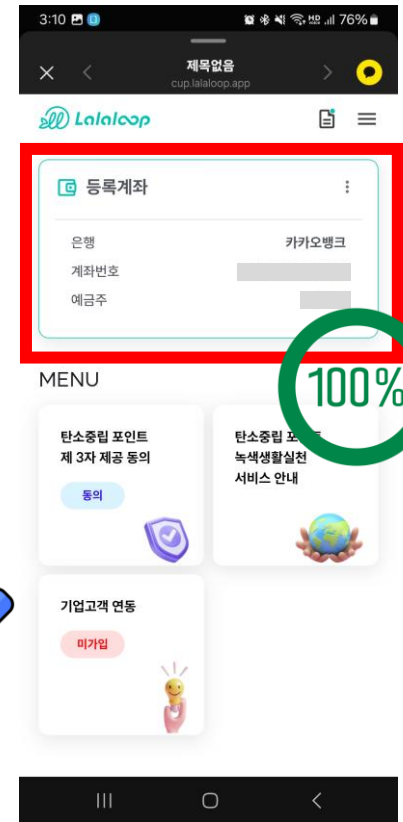 3:10
76%
제목없음
cup.lalaloop.app
Lalaloop
등록계좌
은행
카카오뱅크
계좌번호
예금주
MENU
100%
탄소중립 포인트
제 3자 제공 동의
동의
탄소중립
녹색생활실천
서비스 안내
기업고객 연동
미가입